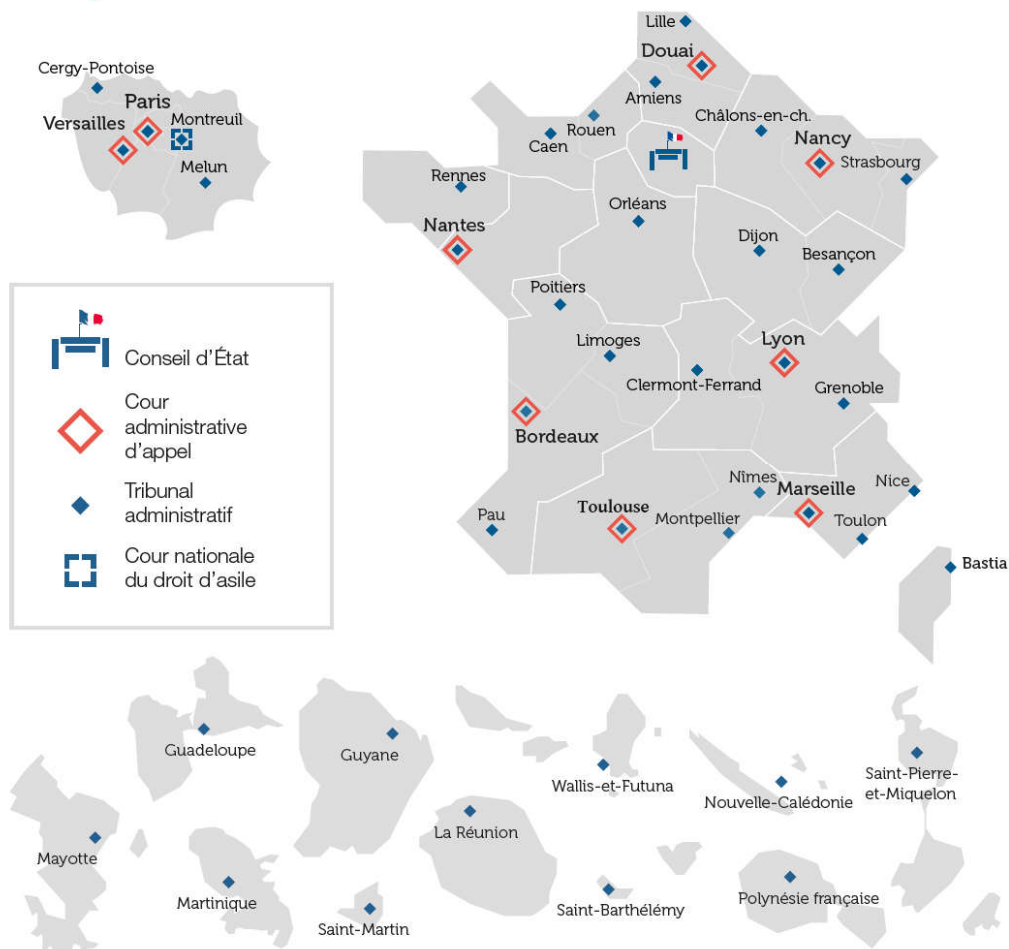 Cergy-Pontoise
Paris
Versailles
Montreuil
Melun
Lille
Douai
Amiens
Rouen
Caen
Châlons-en-ch.
Nancy
Strasbourg
Rennes
Nantes
Orléans
Dijon
Besançon
Poitiers
Limoges
Clermont-Ferrand
Lyon
Grenoble
Bordeaux
Nîmes
Marseille
Nice
Toulouse
Montpellier
Toulon
Pau
Bastia
Conseil d'État
Cour
administrative
d'appel
Tribunal
administratif
Cour nationale
du droit d'asile
Guadeloupe
Guyane
Wallis-et-Futuna
Nouvelle-Calédonie
Saint-Pierre-
et-Miquelon
Mayotte
La Réunion
Martinique
Saint-Martin
Saint-Barthélémy
Polynésie française